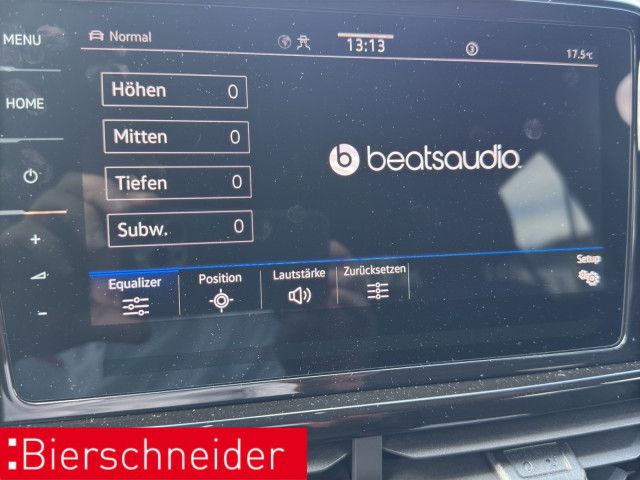 MENU
Normal
13:13
3
17.5°C
HOME
Höhen 0
Mitten 0
Tiefen 0
Subw. 0
b beatsaudio
+
-
Equalizer
Position
Lautstärke
Zurücksetzen
Setup
:Bierschneider